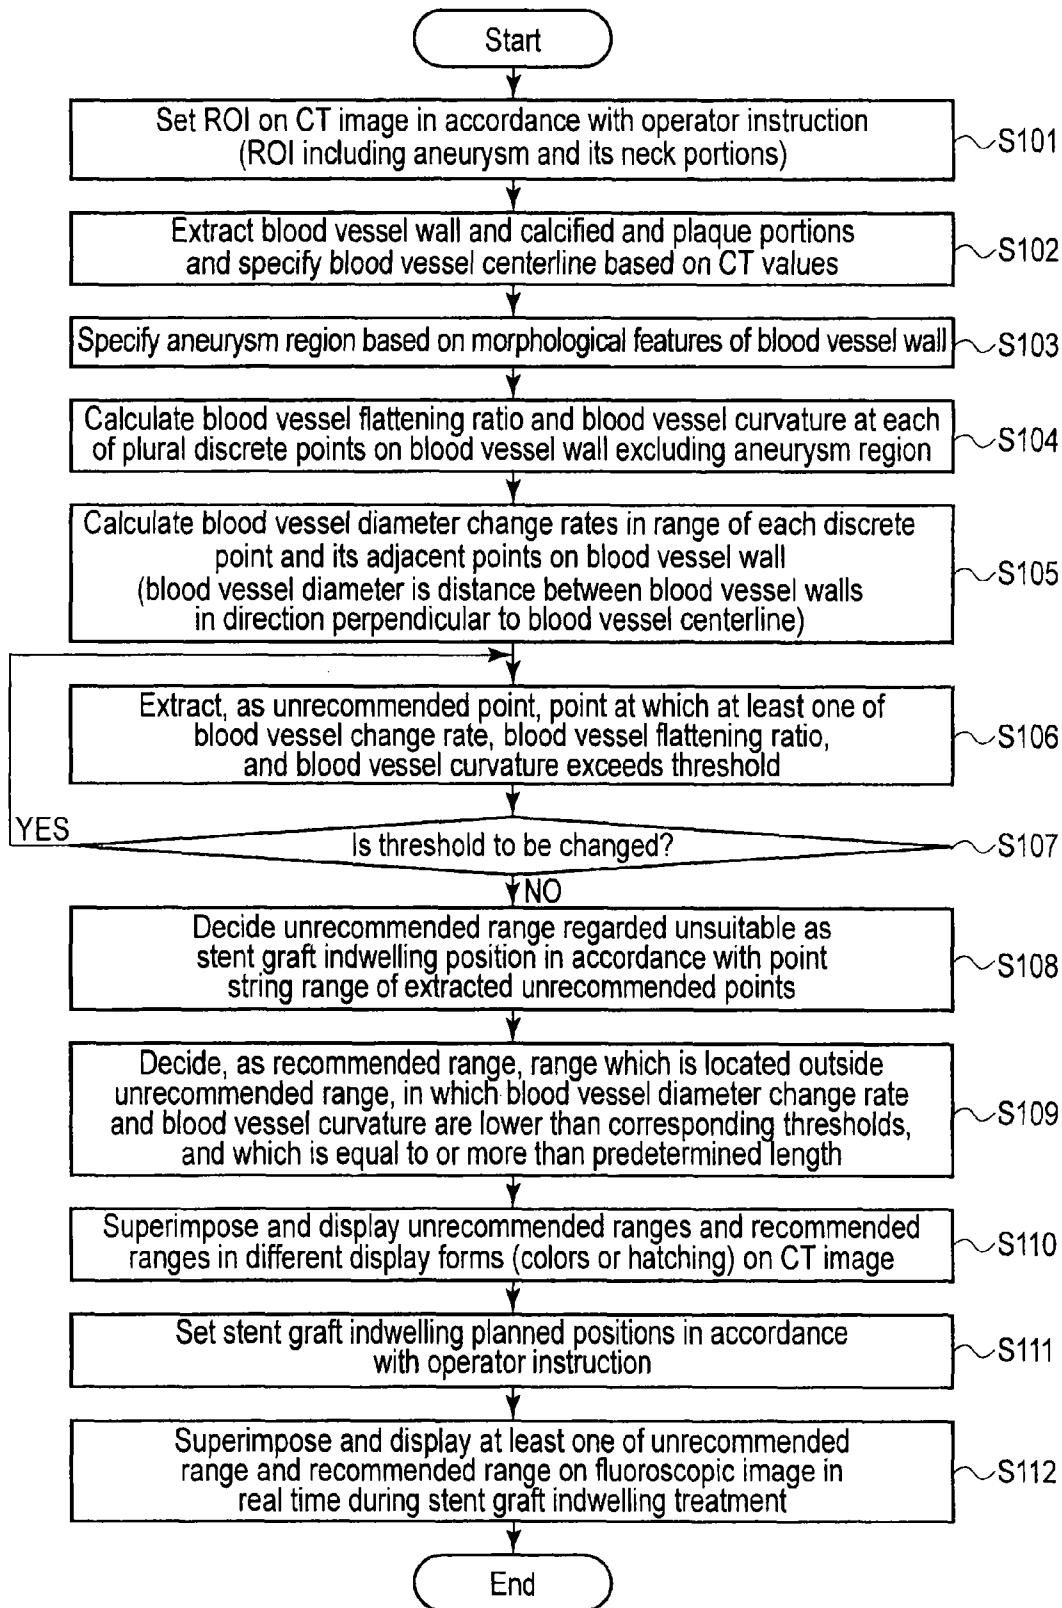 Start
Set ROI on CT image in accordance with operator instruction
(ROI including aneurysm and its neck portions)
S101
Extract blood vessel wall and calcified and plaque portions
and specify blood vessel centerline based on CT values
S102
Specify aneurysm region based on morphological features of blood vessel wall
S103
Calculate blood vessel flattening ratio and blood vessel curvature at each
of plural discrete points on blood vessel wall excluding aneurysm region
S104
Calculate blood vessel diameter change rates in range of each discrete
point and its adjacent points on blood vessel wall
(blood vessel diameter is distance between blood vessel walls
in direction perpendicular to blood vessel centerline)
S105
Extract, as unrecommended point, point at which at least one of
blood vessel change rate, blood vessel flattening ratio,
and blood vessel curvature exceeds threshold
S106
YES
Is threshold to be changed?
S107
NO
Decide unrecommended range regarded unsuitable as
stent graft indwelling position in accordance with point
string range of extracted unrecommended points
S108
Decide, as recommended range, range which is located outside
unrecommended range, in which blood vessel diameter change rate
and blood vessel curvature are lower than corresponding thresholds,
and which is equal to or more than predetermined length
S109
Superimpose and display unrecommended ranges and recommended
ranges in different display forms (colors or hatching) on CT image
S110
Set stent graft indwelling planned positions in accordance
with operator instruction
S111
Superimpose and display at least one of unrecommended
range and recommended range on fluoroscopic image in
real time during stent graft indwelling treatment
S112
End